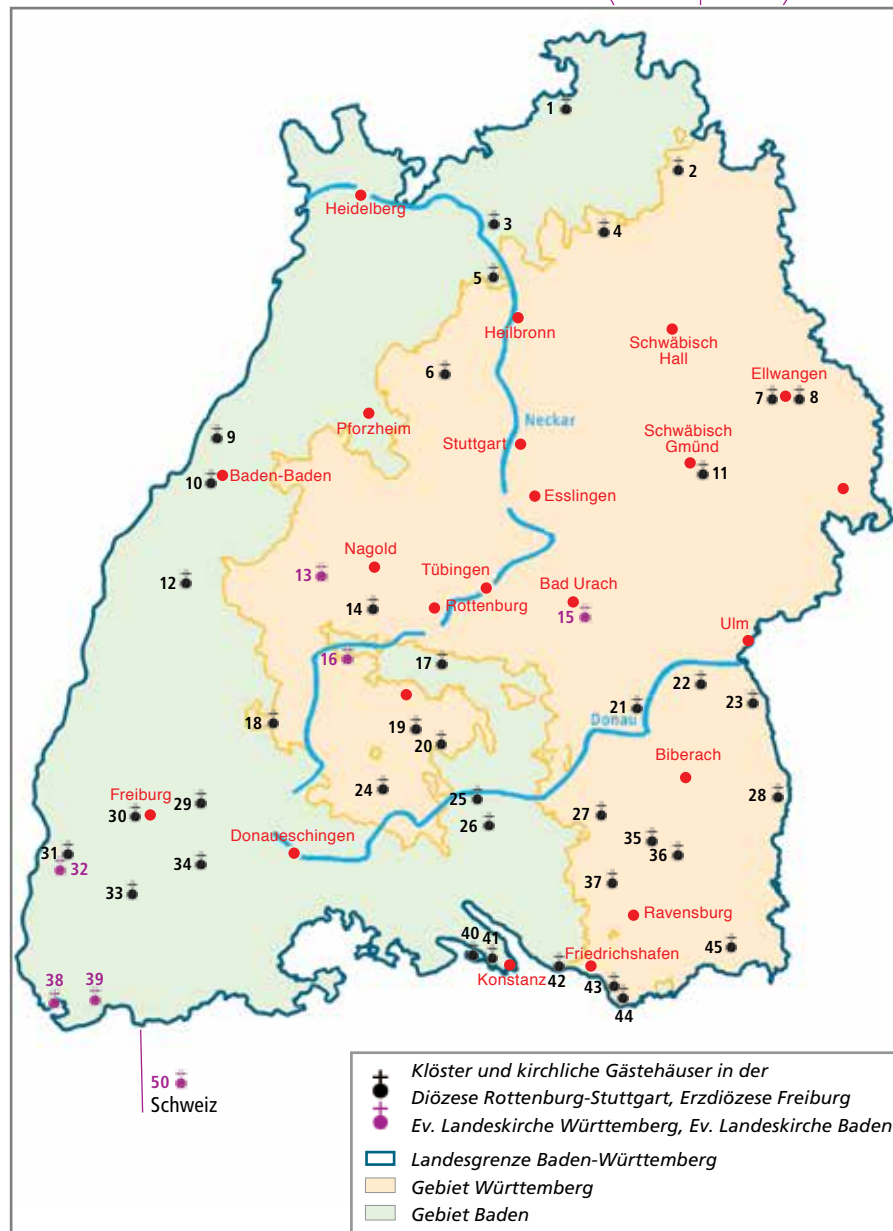 1
2
Heidelberg
3
4
5
Heilbronn
Schwäbisch
Hall
6
Ellwangen
7
8
Pforzheim
Neckar
9
Stuttgart
Schwäbisch
Gmünd
10
Baden-Baden
11
Esslingen
Nagold
12
13
Tübingen
Bad Urach
14
Rottenburg
15
Ulm
16
17
22
18
21
23
Donau
19
20
Biberach
24
25
28
Freiburg
29
30
27
26
Donaueschingen
35
31
36
32
34
33
37
Ravensburg
40
41
45
Konstanz
42
Friedrichshafen
43
44
38
39
50
Schweiz
Klöster und kirchliche Gästehäuser in der
Diözese Rottenburg-Stuttgart, Erzdiözese Freiburg
Ev. Landeskirche Württemberg, Ev. Landeskirche Baden
Landesgrenze Baden-Württemberg
Gebiet Württemberg
Gebiet Baden